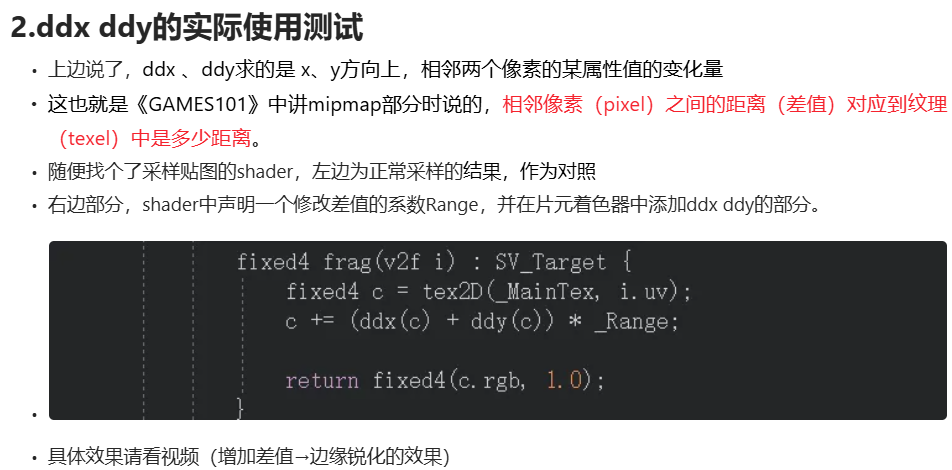 2.ddx ddy的实际使用测试
• 上边说了，ddx 、ddy求的是 x、y方向上，相邻两个像素的某属性值的变化量
• 这也就是《GAMES101》中讲mipmap部分时说的，相邻像素（pixel）之间的距离（差值）对应到纹理
（texel）中是多少距离。
• 随便找个了采样贴图的shader，左边为正常采样的结果，作为对照
• 右边部分，shader中声明一个修改差值的系数Range，并在片元着色器中添加ddx ddy的部分。
fixed4 frag(v2f i) : SV_Target {
fixed4 c = tex2D(_MainTex, i.uv);
c += (ddx(c) + ddy(c)) * _Range;
return fixed4(c.rgb, 1.0);
}
• 具体效果请看视频（增加差值→边缘锐化的效果）